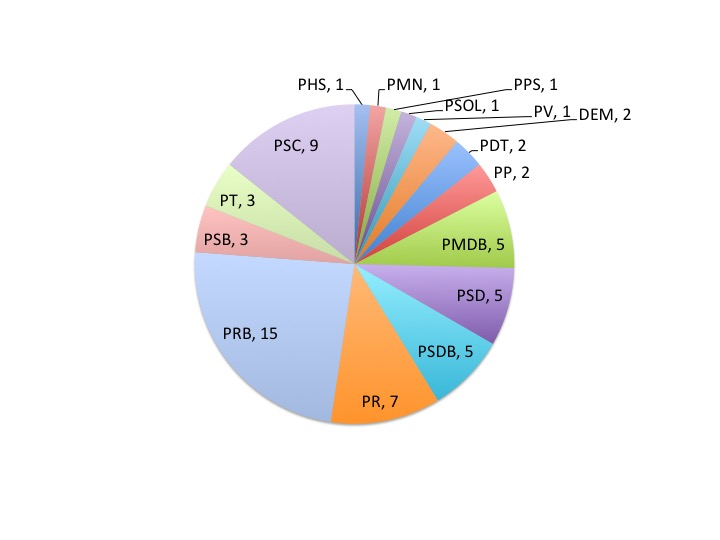 PHS, 1
PMN, 1
PPS, 1
PSOL, 1
PV, 1
DEM, 2
PDT, 2
PP, 2
PMDB, 5
PSD, 5
PSDB, 5
PR, 7
PRB, 15
PSB, 3
PT, 3
PSC, 9